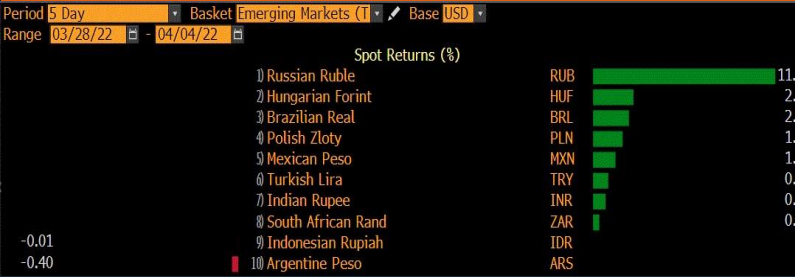 Period 5 Day Basket Emerging Markets (T Base USD
Range 03/28/22 - 04/04/22
Spot Returns (%)
1) Russian Ruble RUB 11.
2) Hungarian Forint HUF 2.
3) Brazilian Real BRL 2.
4) Polish Zloty PLN 1.
5) Mexican Peso MXN 1.
6) Turkish Lira TRY 0.
7) Indian Rupee INR 0.
8) South African Rand ZAR 0.
-0.01 9) Indonesian Rupiah IDR
-0.40 10) Argentine Peso ARS